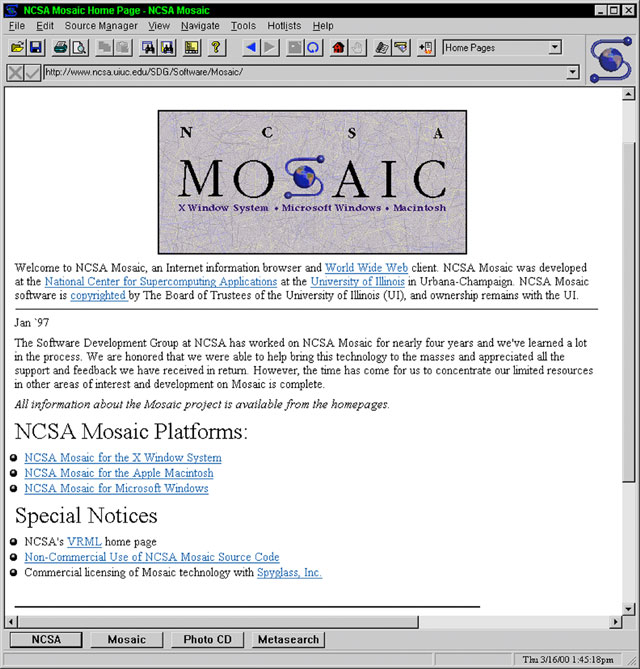 NCSA Mosaic Home Page - NCSA Mosaic
File Edit Source Manager View Navigate Tools Hotlists Help
Home Pages
http://www.ncsa.uiuc.edu/SDG/Software/Mosaic/
N C S A
MOSAIC
X Window System • Microsoft Windows • Macintosh
Welcome to NCSA Mosaic, an Internet information browser and World Wide Web client. NCSA Mosaic was developed
at the National Center for Supercomputing Applications at the University of Illinois in Urbana-Champaign. NCSA Mosaic
software is copyrighted by The Board of Trustees of the University of Illinois (UI), and ownership remains with the UI.
Jan `97
The Software Development Group at NCSA has worked on NCSA Mosaic for nearly four years and we've learned a lot
in the process. We are honored that we were able to help bring this technology to the masses and appreciated all the
support and feedback we have received in return. However, the time has come for us to concentrate our limited resources
in other areas of interest and development on Mosaic is complete.
All information about the Mosaic project is available from the homepages.
NCSA Mosaic Platforms:
NCSA Mosaic for the X Window System
NCSA Mosaic for the Apple Macintosh
NCSA Mosaic for Microsoft Windows
Special Notices
NCSA's VRML home page
Non-Commercial Use of NCSA Mosaic Source Code
Commercial licensing of Mosaic technology with Spyglass, Inc.
NCSA Mosaic Photo CD Metasearch
Thu 3/16/00 1:45:18pm